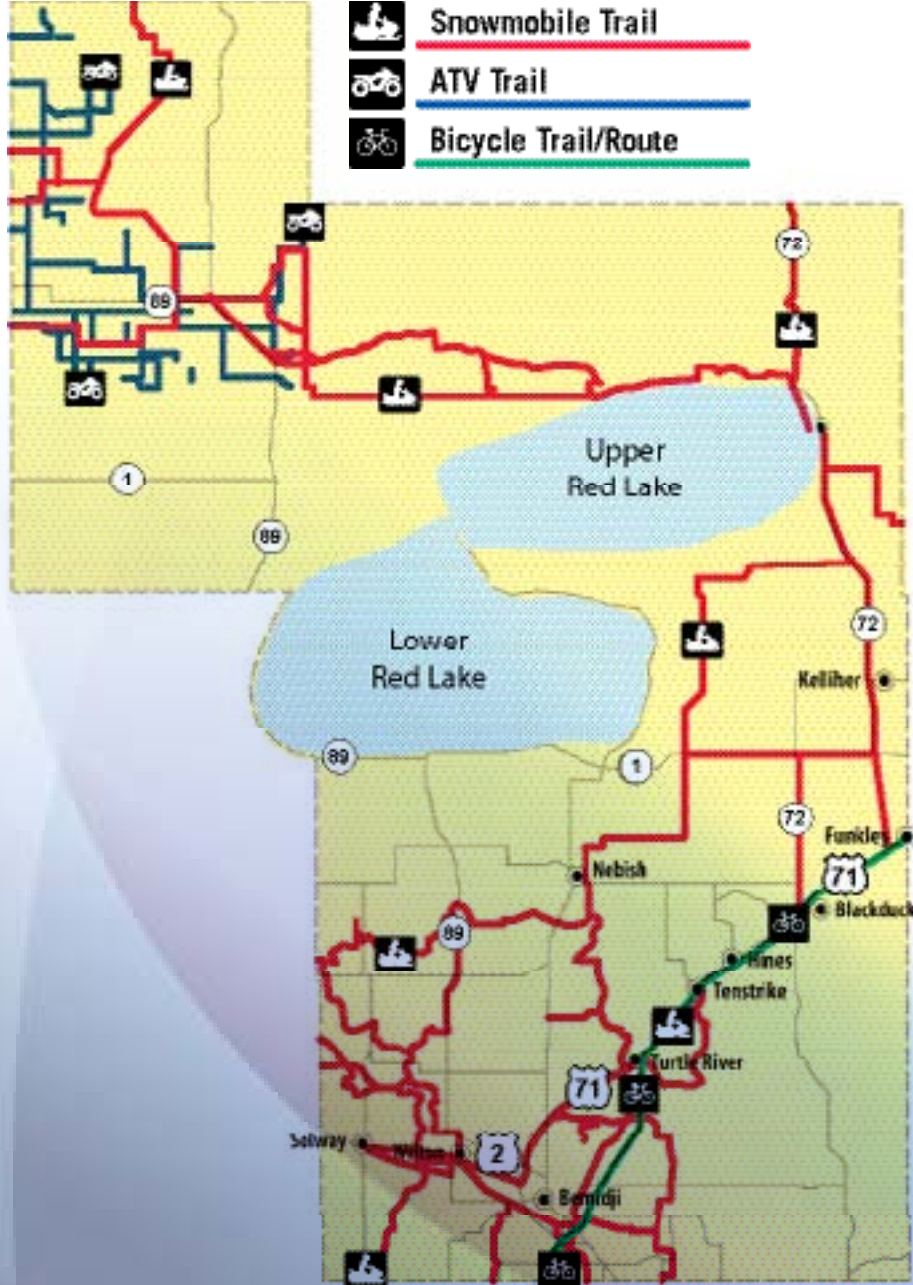 Snowmobile Trail
ATV Trail
Bicycle Trail/Route
72
89
Upper
Red Lake
1
89
Lower
Red Lake
72
Kelliher
89
1
72
Funkley
71
Nebish
Blackduck
89
Hines
Tenstrike
Turtle River
71
Solway
Wilton
2
Bemidji